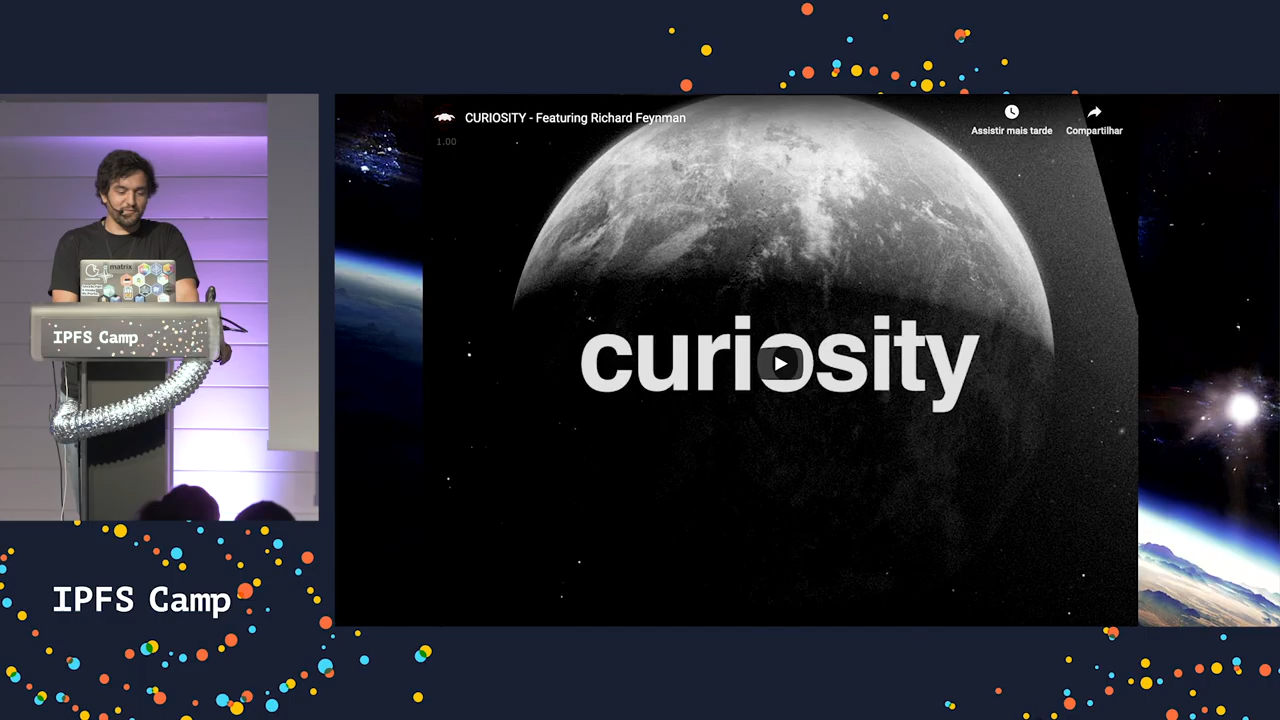 CURIOSITY - Featuring Richard Feynman
Assistir mais tarde
Compartilhar
1.00
curiosity
matrix
IPFS Camp
IPFS Camp